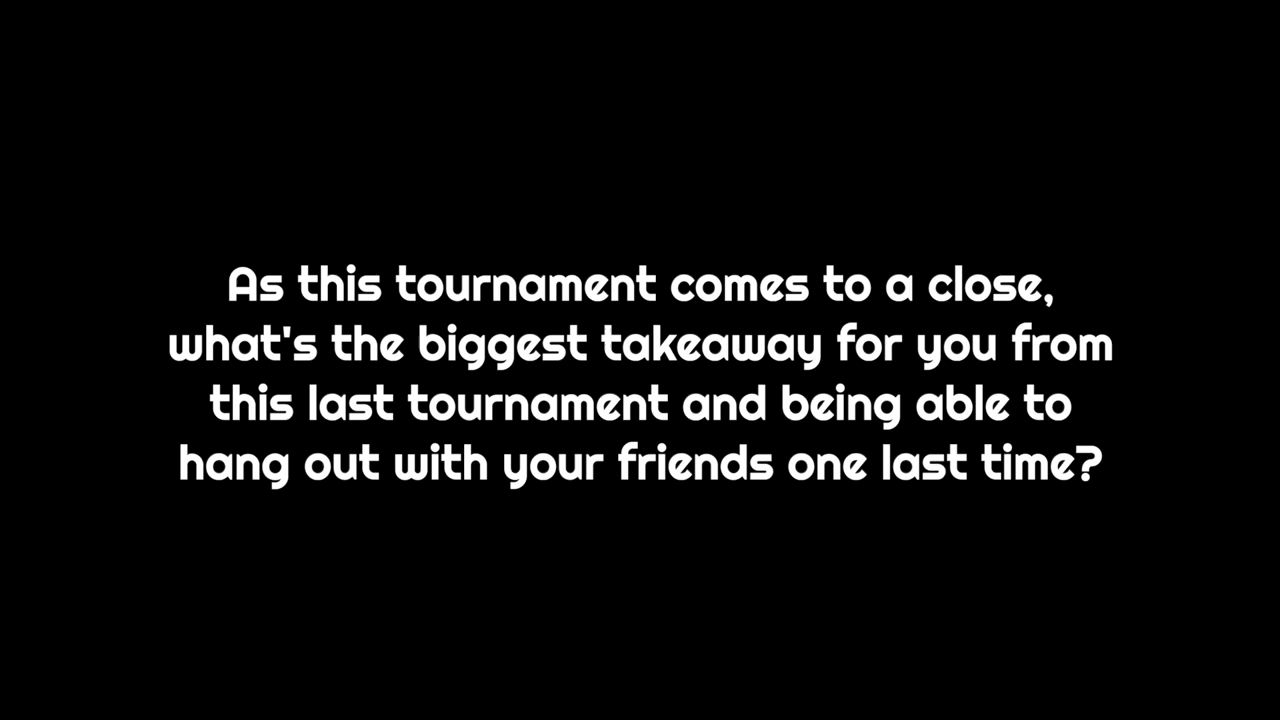 As this tournament comes to a close,
what's the biggest takeaway for you from
this last tournament and being able to
hang out with your friends one last time?